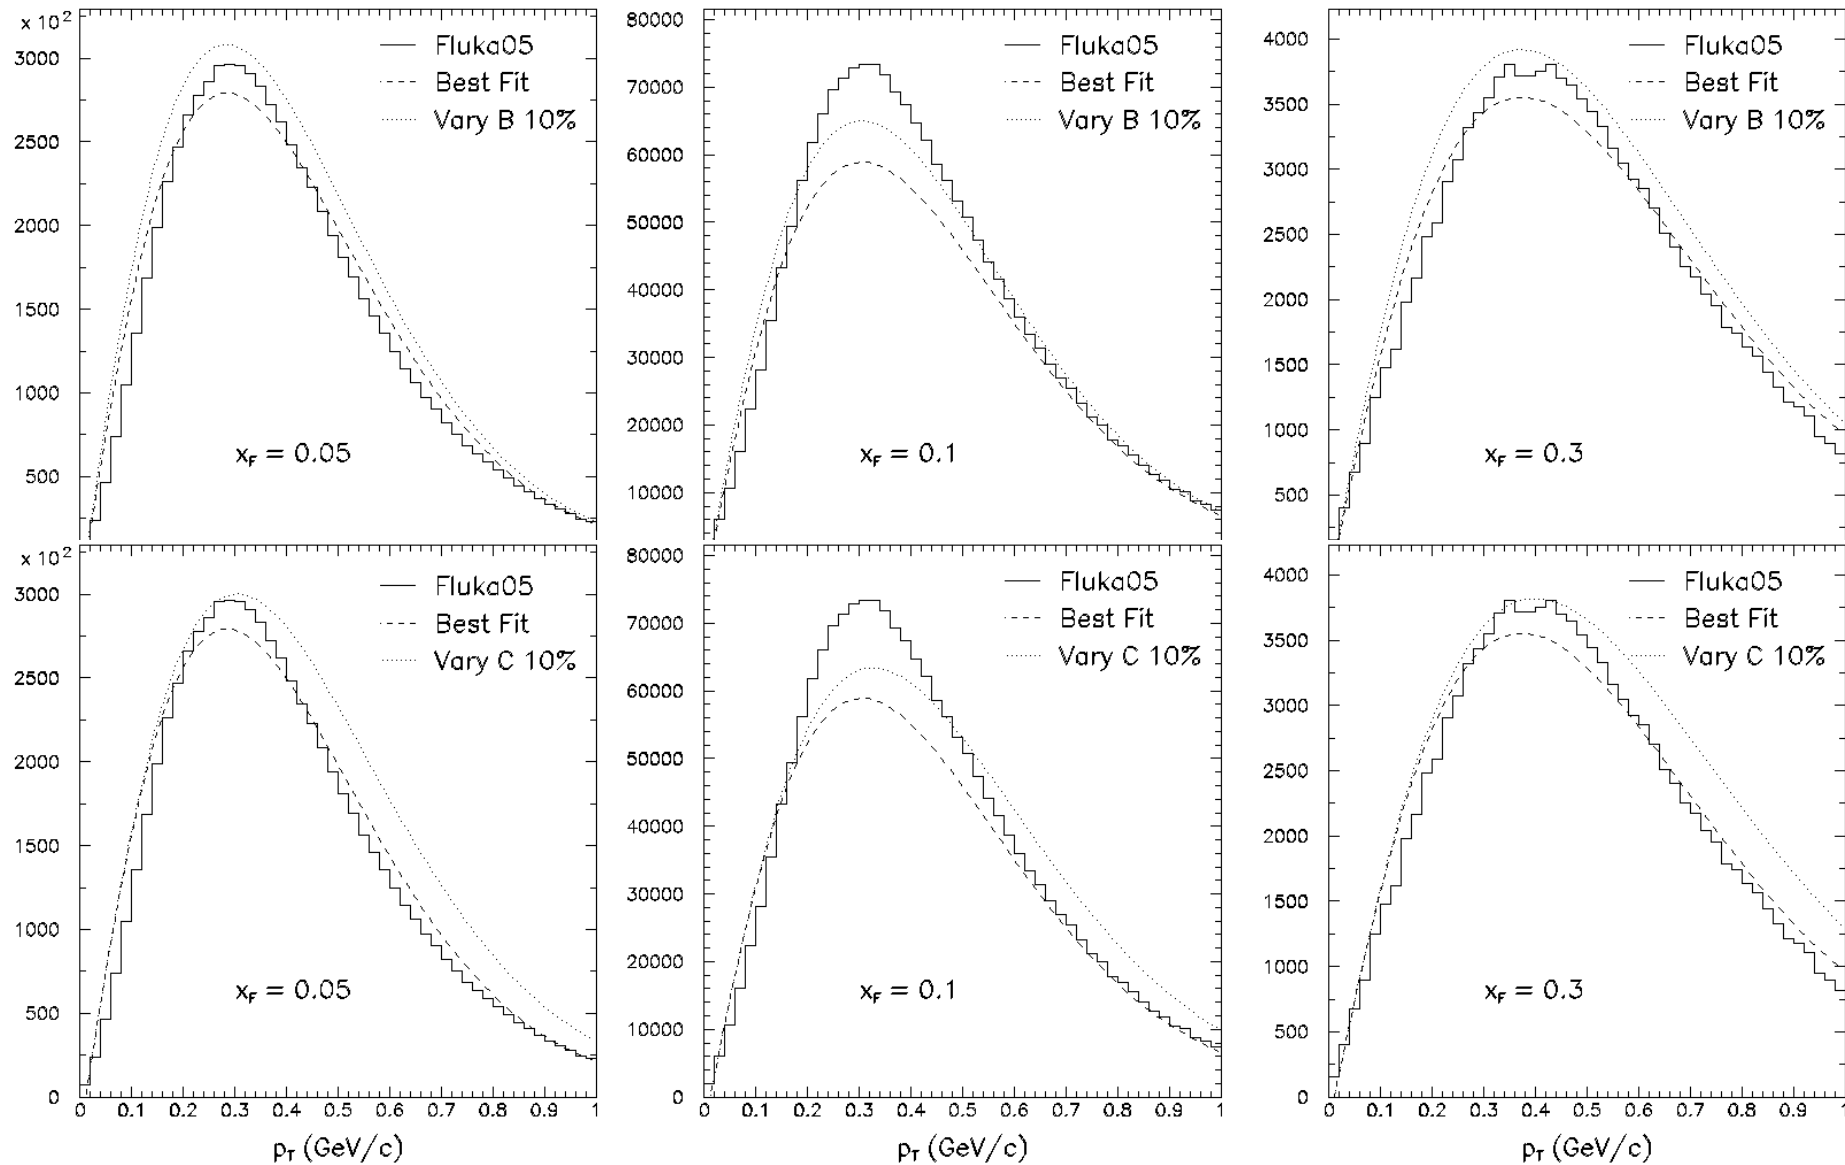 x 10²
3000
2500
2000
1500
1000
500
Fluka05
Best Fit
Vary B 10%
x_F = 0.05
80000
70000
60000
50000
40000
30000
20000
10000
Fluka05
Best Fit
Vary B 10%
x_F = 0.1
4000
3500
3000
2500
2000
1500
1000
500
Fluka05
Best Fit
Vary B 10%
x_F = 0.3
x 10²
3000
2500
2000
1500
1000
500
0
Fluka05
Best Fit
Vary C 10%
x_F = 0.05
0 0.1 0.2 0.3 0.4 0.5 0.6 0.7 0.8 0.9 1
p_T (GeV/c)
80000
70000
60000
50000
40000
30000
20000
10000
0
Fluka05
Best Fit
Vary C 10%
x_F = 0.1
0 0.1 0.2 0.3 0.4 0.5 0.6 0.7 0.8 0.9 1
p_T (GeV/c)
4000
3500
3000
2500
2000
1500
1000
500
0
Fluka05
Best Fit
Vary C 10%
x_F = 0.3
0 0.1 0.2 0.3 0.4 0.5 0.6 0.7 0.8 0.9 1
p_T (GeV/c)